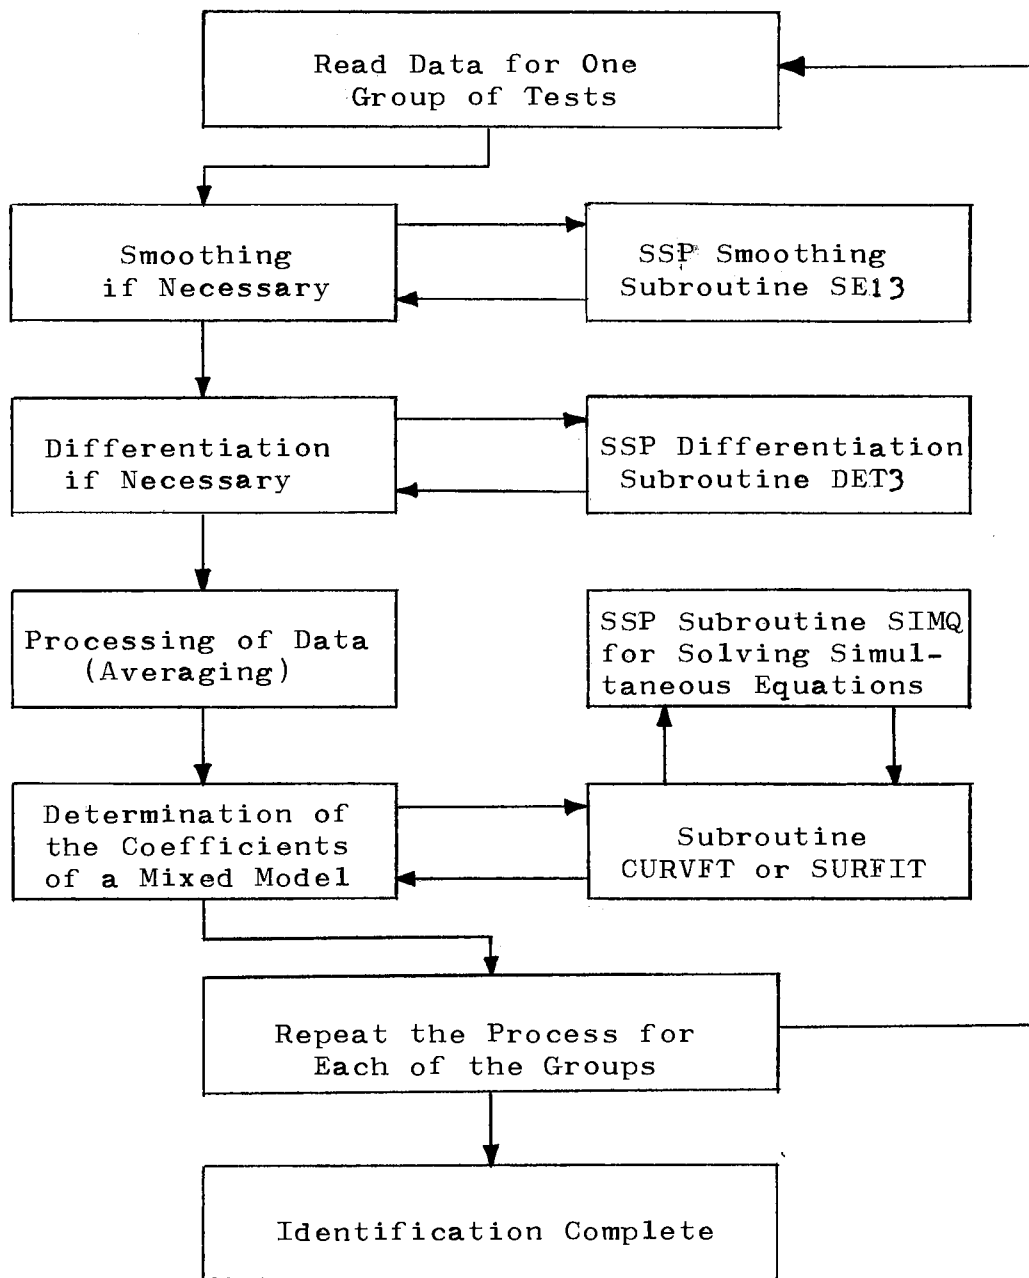 Read Data for One
Group of Tests
Smoothing
if Necessary
SSP Smoothing
Subroutine SE13
Differentiation
if Necessary
SSP Differentiation
Subroutine DET3
Processing of Data
(Averaging)
SSP Subroutine SIMQ
for Solving Simul-
taneous Equations
Determination of
the Coefficients
of a Mixed Model
Subroutine
CURVFT or SURFIT
Repeat the Process for
Each of the Groups
Identification Complete